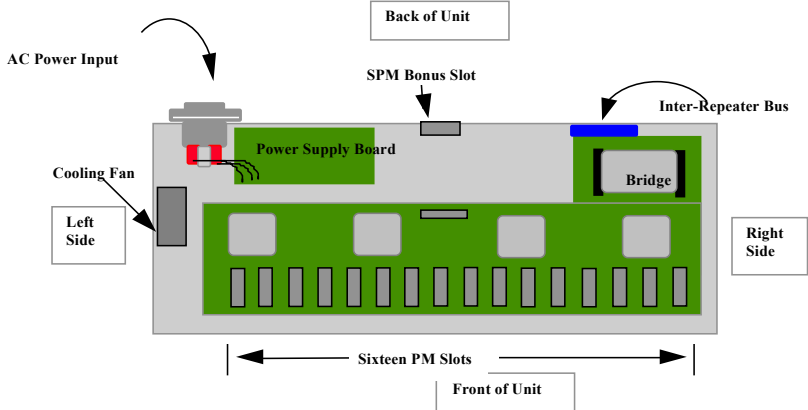 Back of Unit
AC Power Input
SPM Bonus Slot
Inter-Repeater Bus
Power Supply Board
Cooling Fan
Bridge
Left
Side
Right
Side
Sixteen PM Slots
Front of Unit